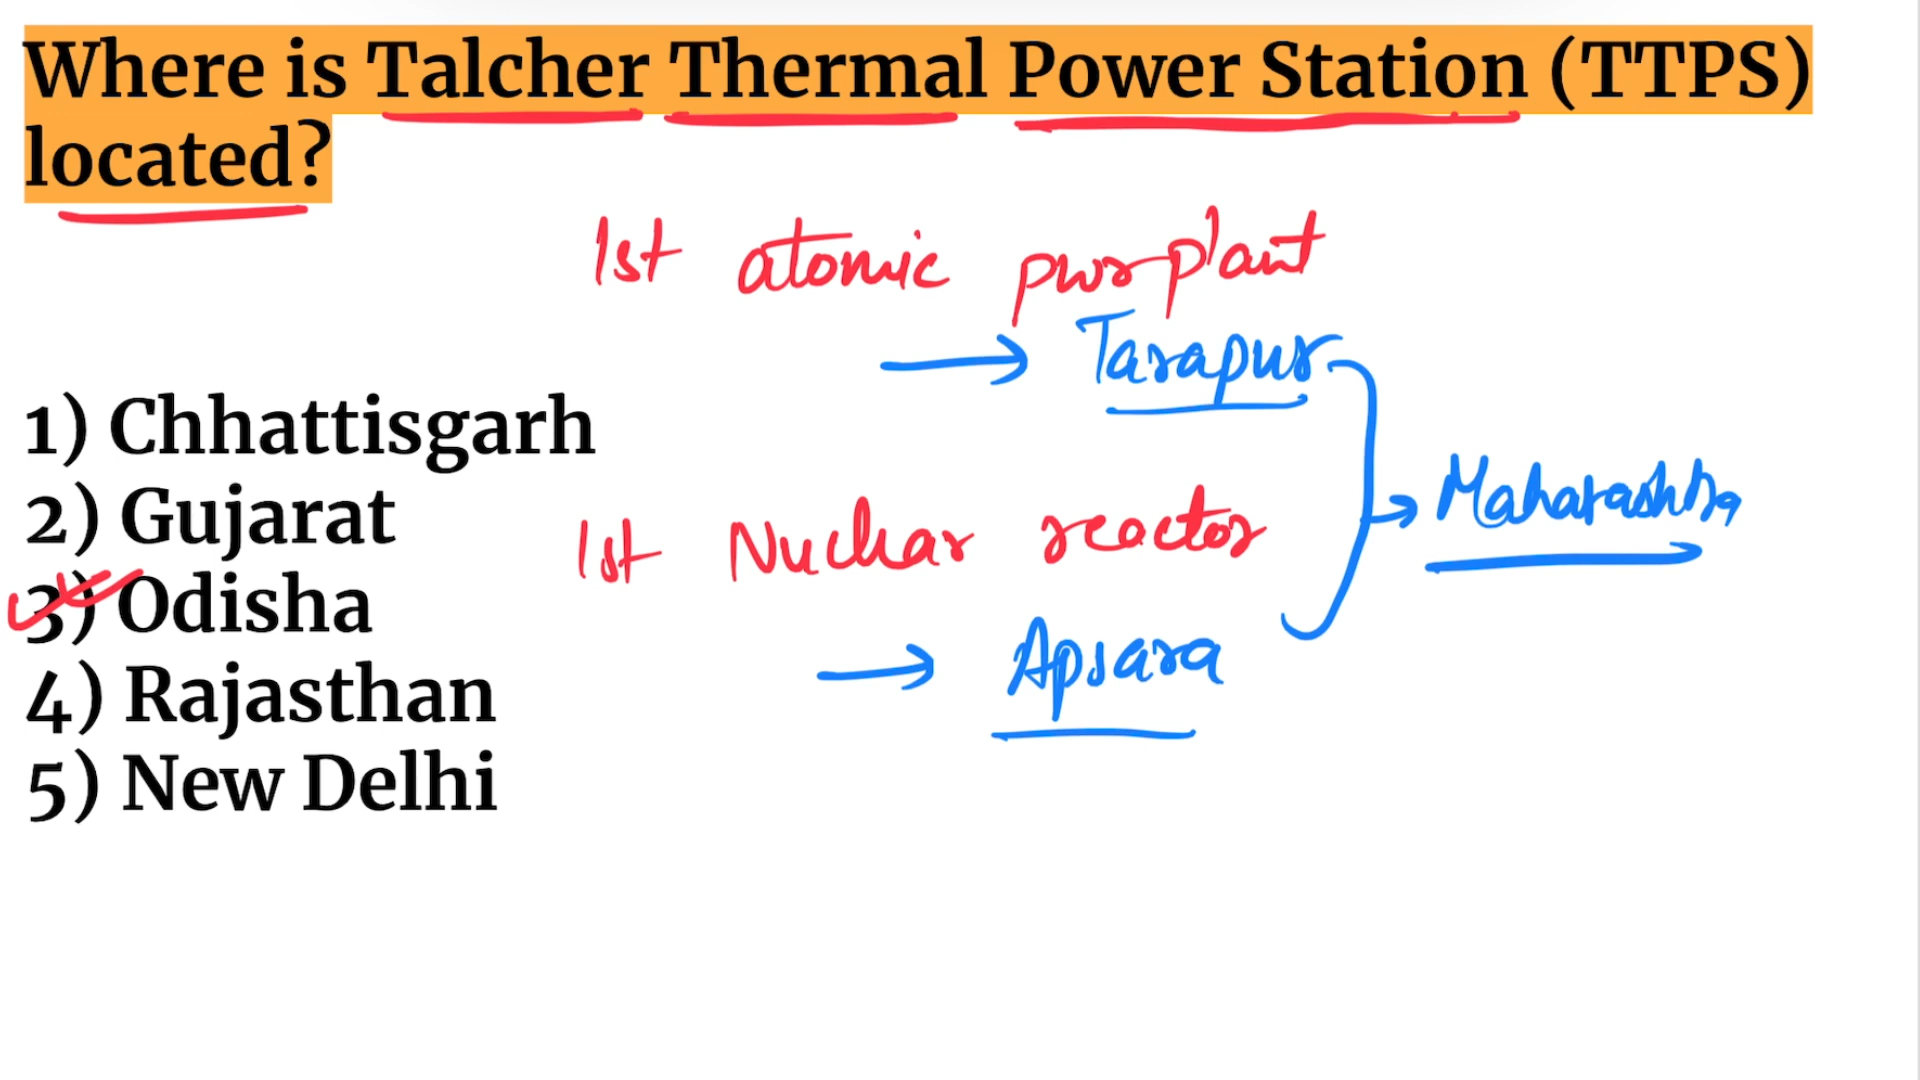 Where is Talcher Thermal Power Station (TTPS)
located?
1st atomic pwr plant
→ Tarapur
→ Maharashtra
1st Nuclear reactor
→ Apsara
1) Chhattisgarh
2) Gujarat
3) Odisha
4) Rajasthan
5) New Delhi